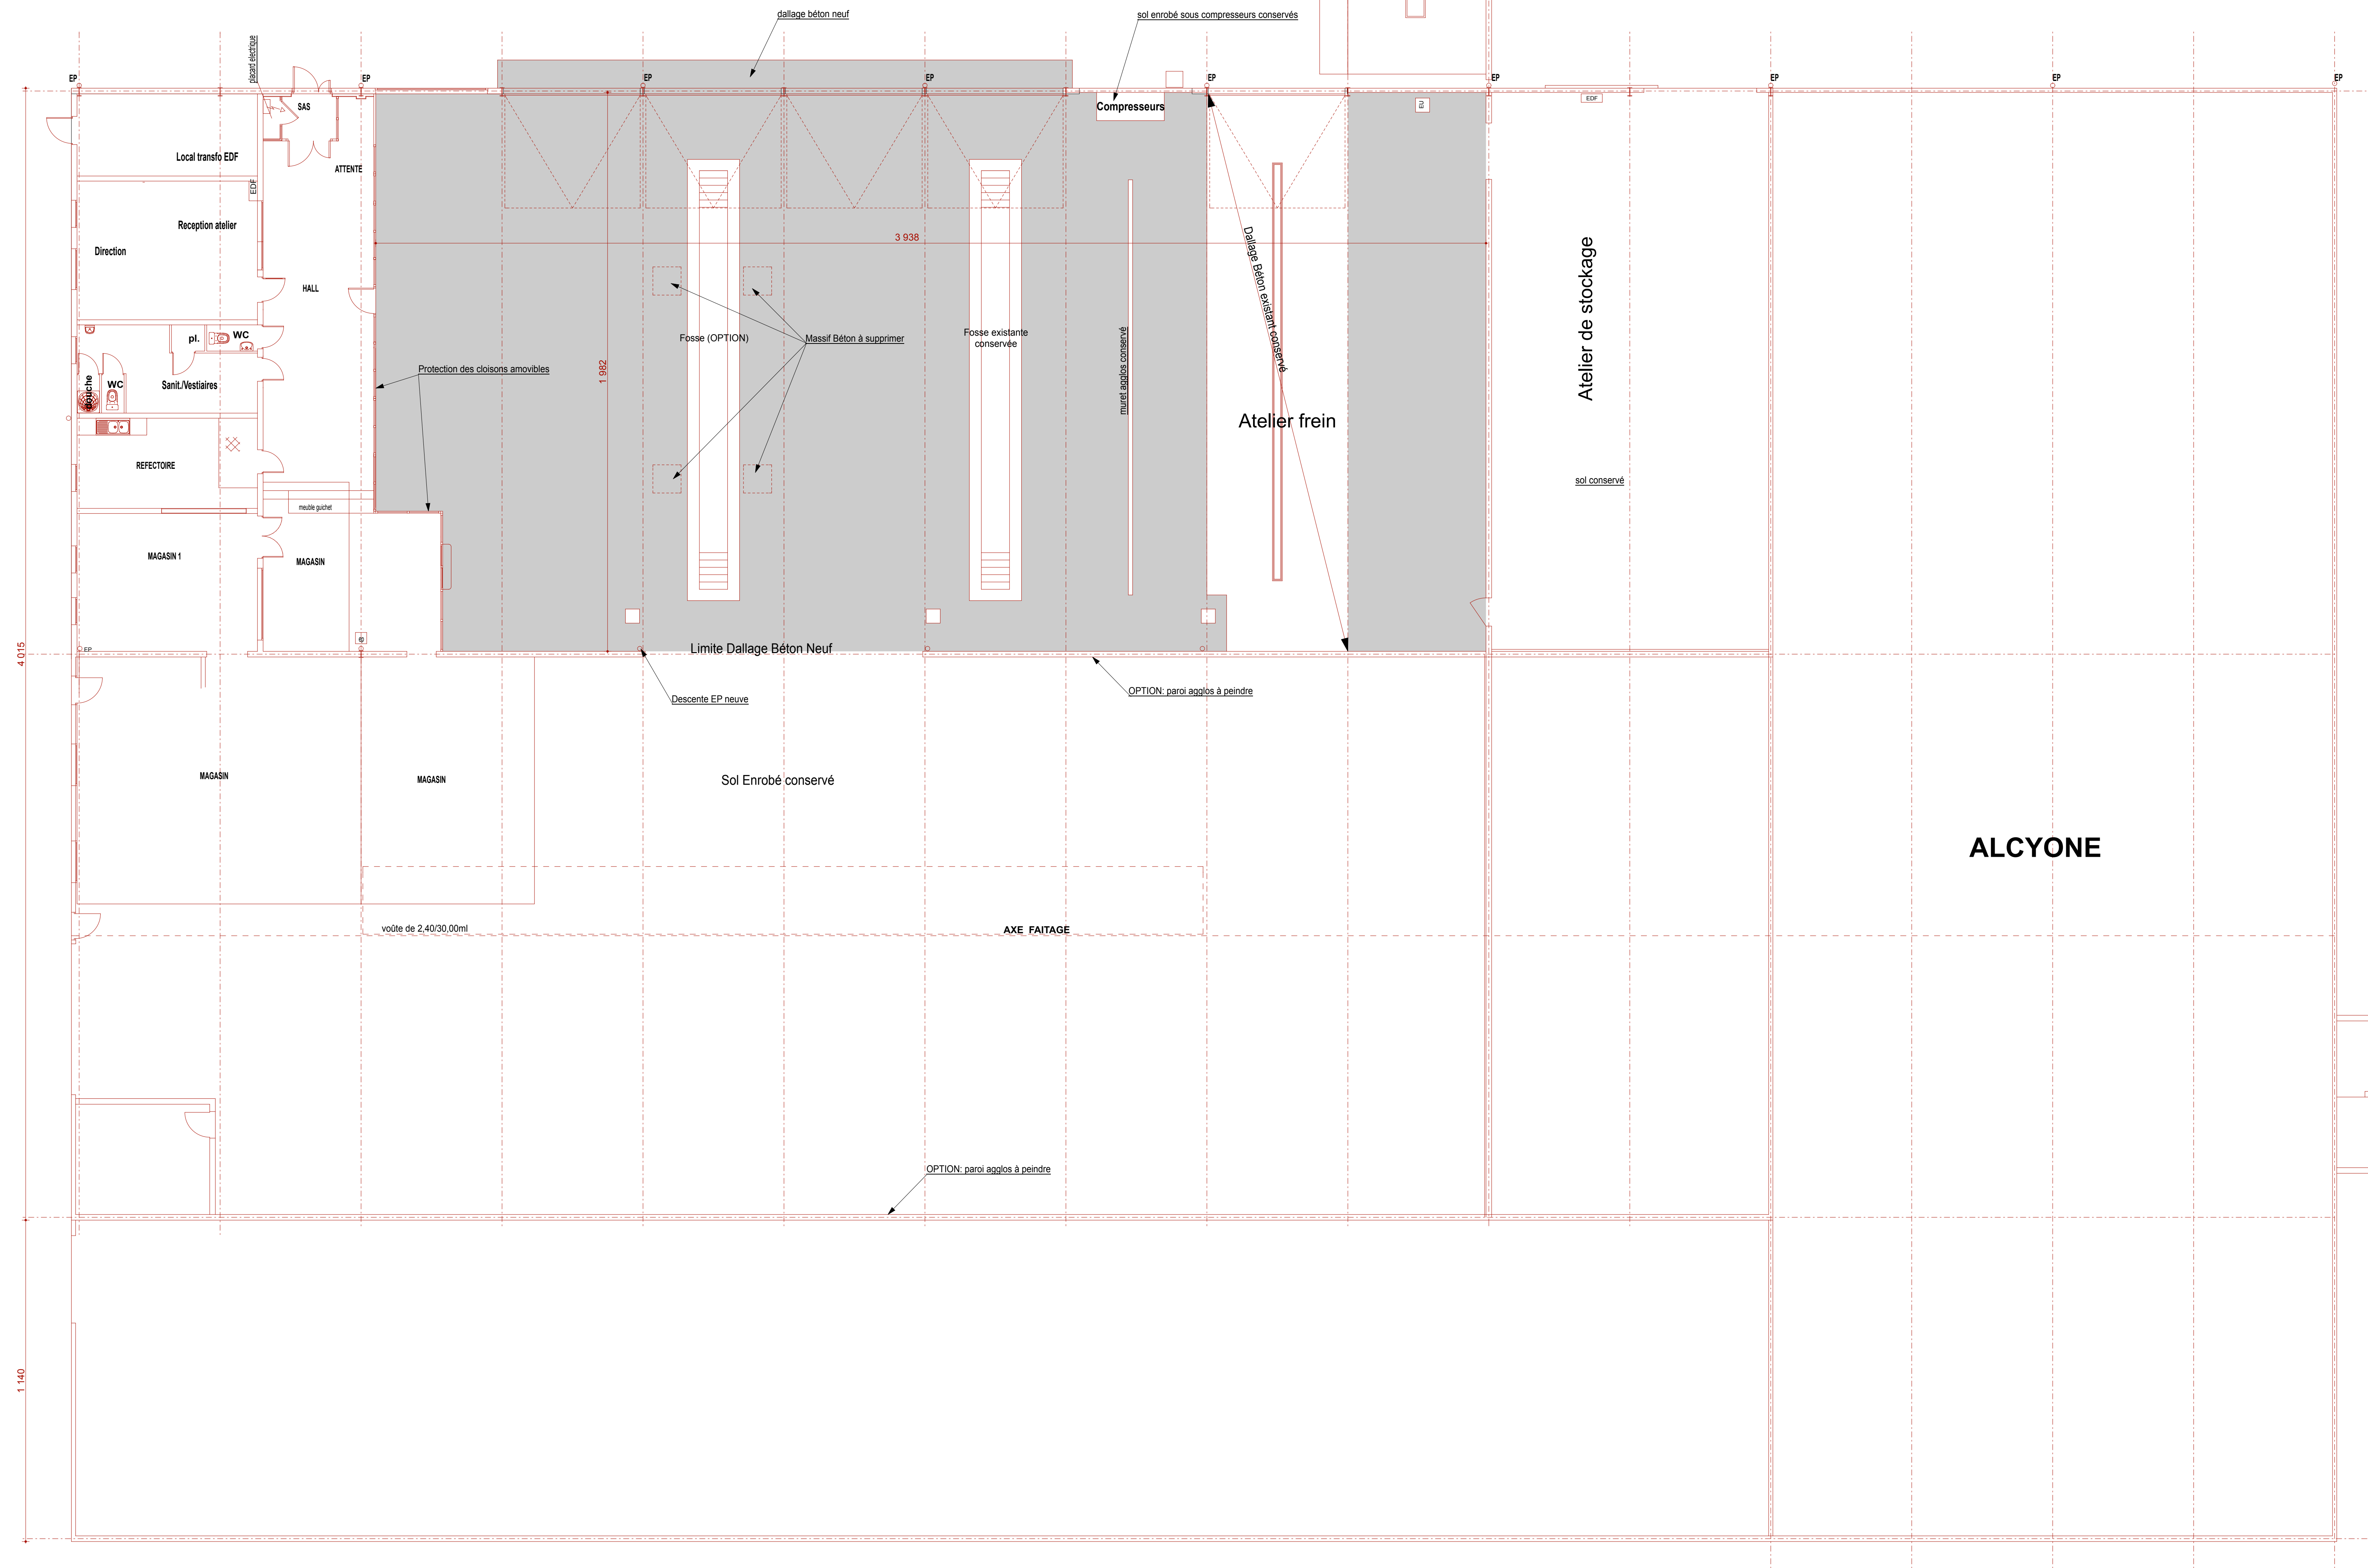 dallage béton neuf
sol enrobé sous compresseurs conservés
placard electrique
EP
EP
EP
EP
EP
EP
EP
EP
EP
SAS
Compresseurs
EU
EDF
Local transfo EDF
ATTENTE
EDF
Reception atelier
Direction
3 938
HALL
Dallage Béton existant conservé
Atelier de stockage
pl.
WC
Fosse (OPTION)
Massif Béton à supprimer
Fosse existante
conservée
1 982
muret agglos conservé
Protection des cloisons amovibles
douche
WC
Sanit./Vestiaires
Atelier frein
REFECTOIRE
sol conservé
meuble guichet
MAGASIN 1
MAGASIN
EP
4 015
Limite Dallage Béton Neuf
Descente EP neuve
OPTION: paroi agglos à peindre
MAGASIN
MAGASIN
Sol Enrobé conservé
ALCYONE
voûte de 2,40/30,00ml
AXE FAITAGE
OPTION: paroi agglos à peindre
1 140